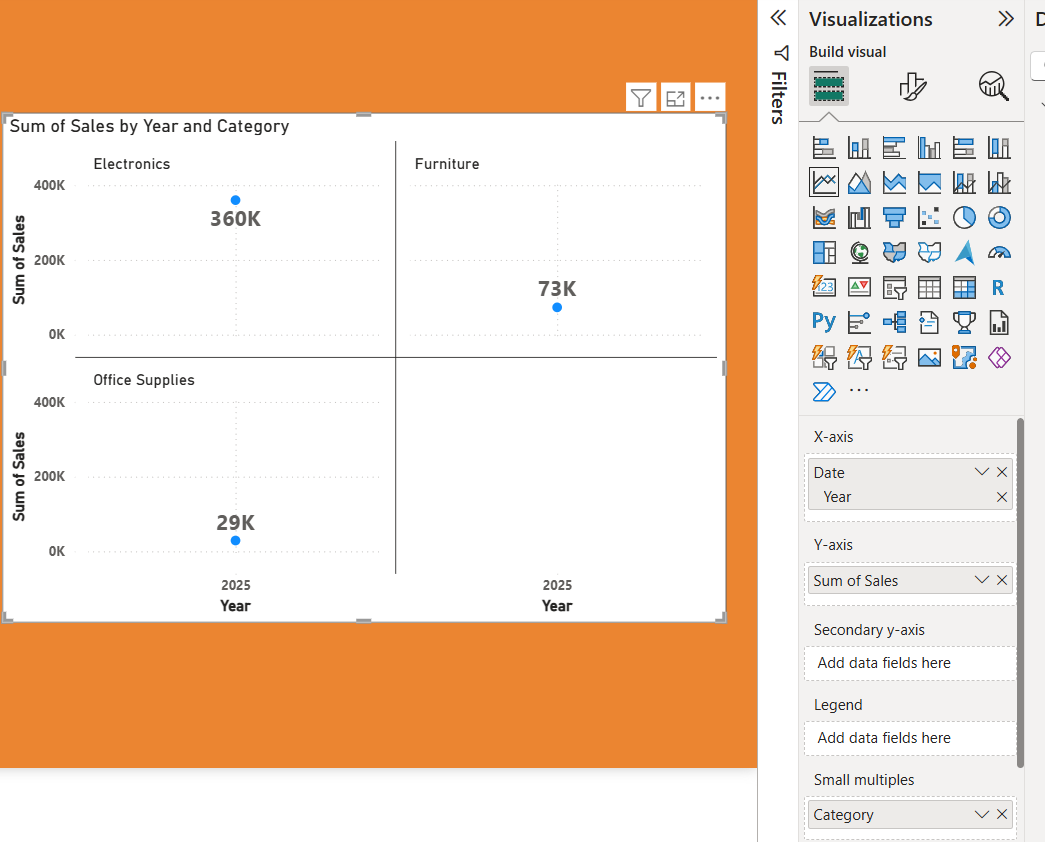 Sum of Sales by Year and Category
Electronics
Furniture
400K
200K
0K
Sum of Sales
360K
73K
Office Supplies
400K
200K
0K
Sum of Sales
29K
2025
2025
Year
Year
Filters
Visualizations
D
Build visual
123
R
Py
A
X-axis
Date
Year
Y-axis
Sum of Sales
Secondary y-axis
Add data fields here
Legend
Add data fields here
Small multiples
Category